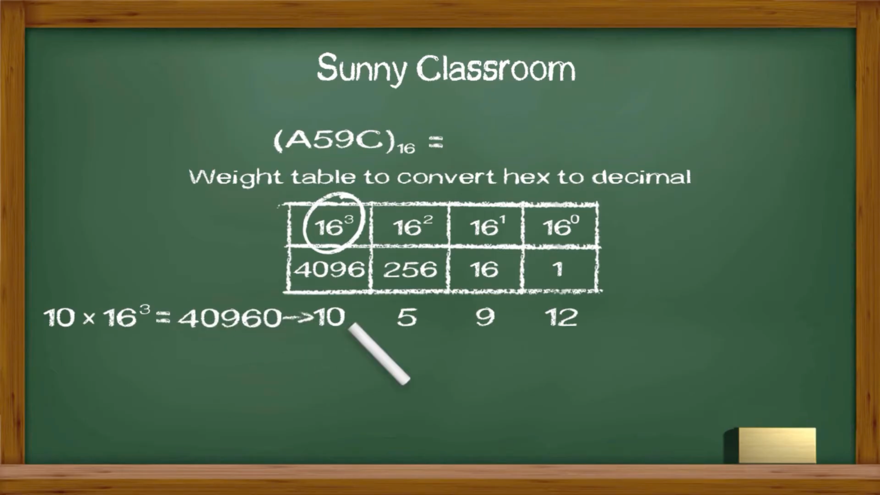 Sunny Classroom
(A59C)₁₆ =
Weight table to convert hex to decimal
16³ 16² 16¹ 16⁰
4096 256 16 1
10 × 16³ = 40960->10 5 9 12